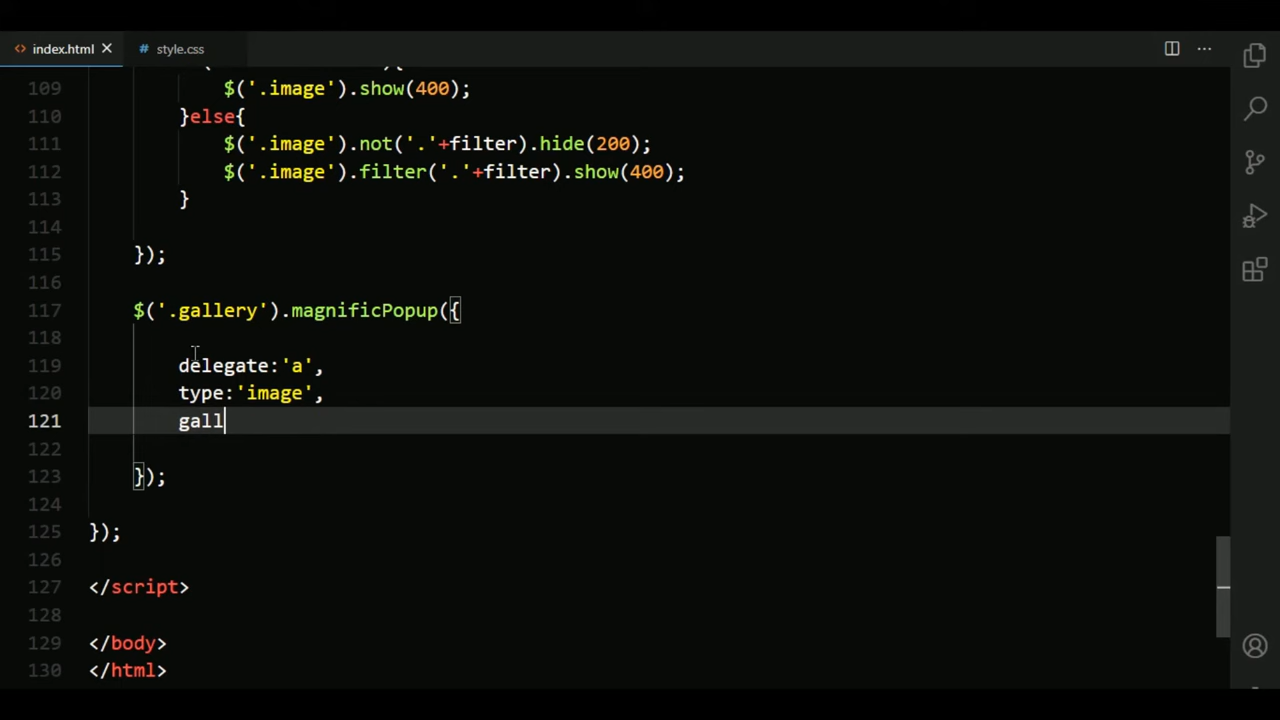 index.html
style.css
109 $('.image').show(400);
110 }else{
111 $('.image').not('.'+filter).hide(200);
112 $('.image').filter('.'+filter).show(400);
113 }
114
115 });
116
117 $('.gallery').magnificPopup({
118
119 delegate:'a',
120 type:'image',
121 gall
122
123 });
124
125 });
126
127 </script>
128
129 </body>
130 </html>